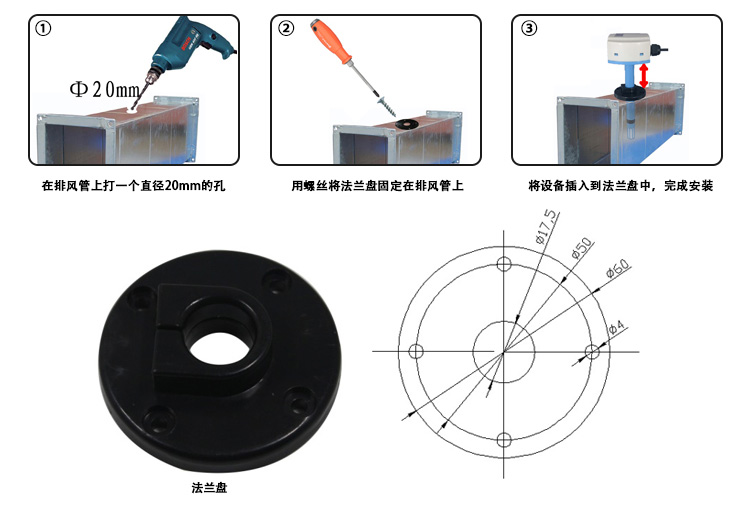 ① ② ③
Φ20mm
在排风管上打一个直径20mm的孔
用螺丝将法兰盘固定在排风管上
将设备插入到法兰盘中，完成安装
ø17,5
ø50
ø60
ø4
法兰盘